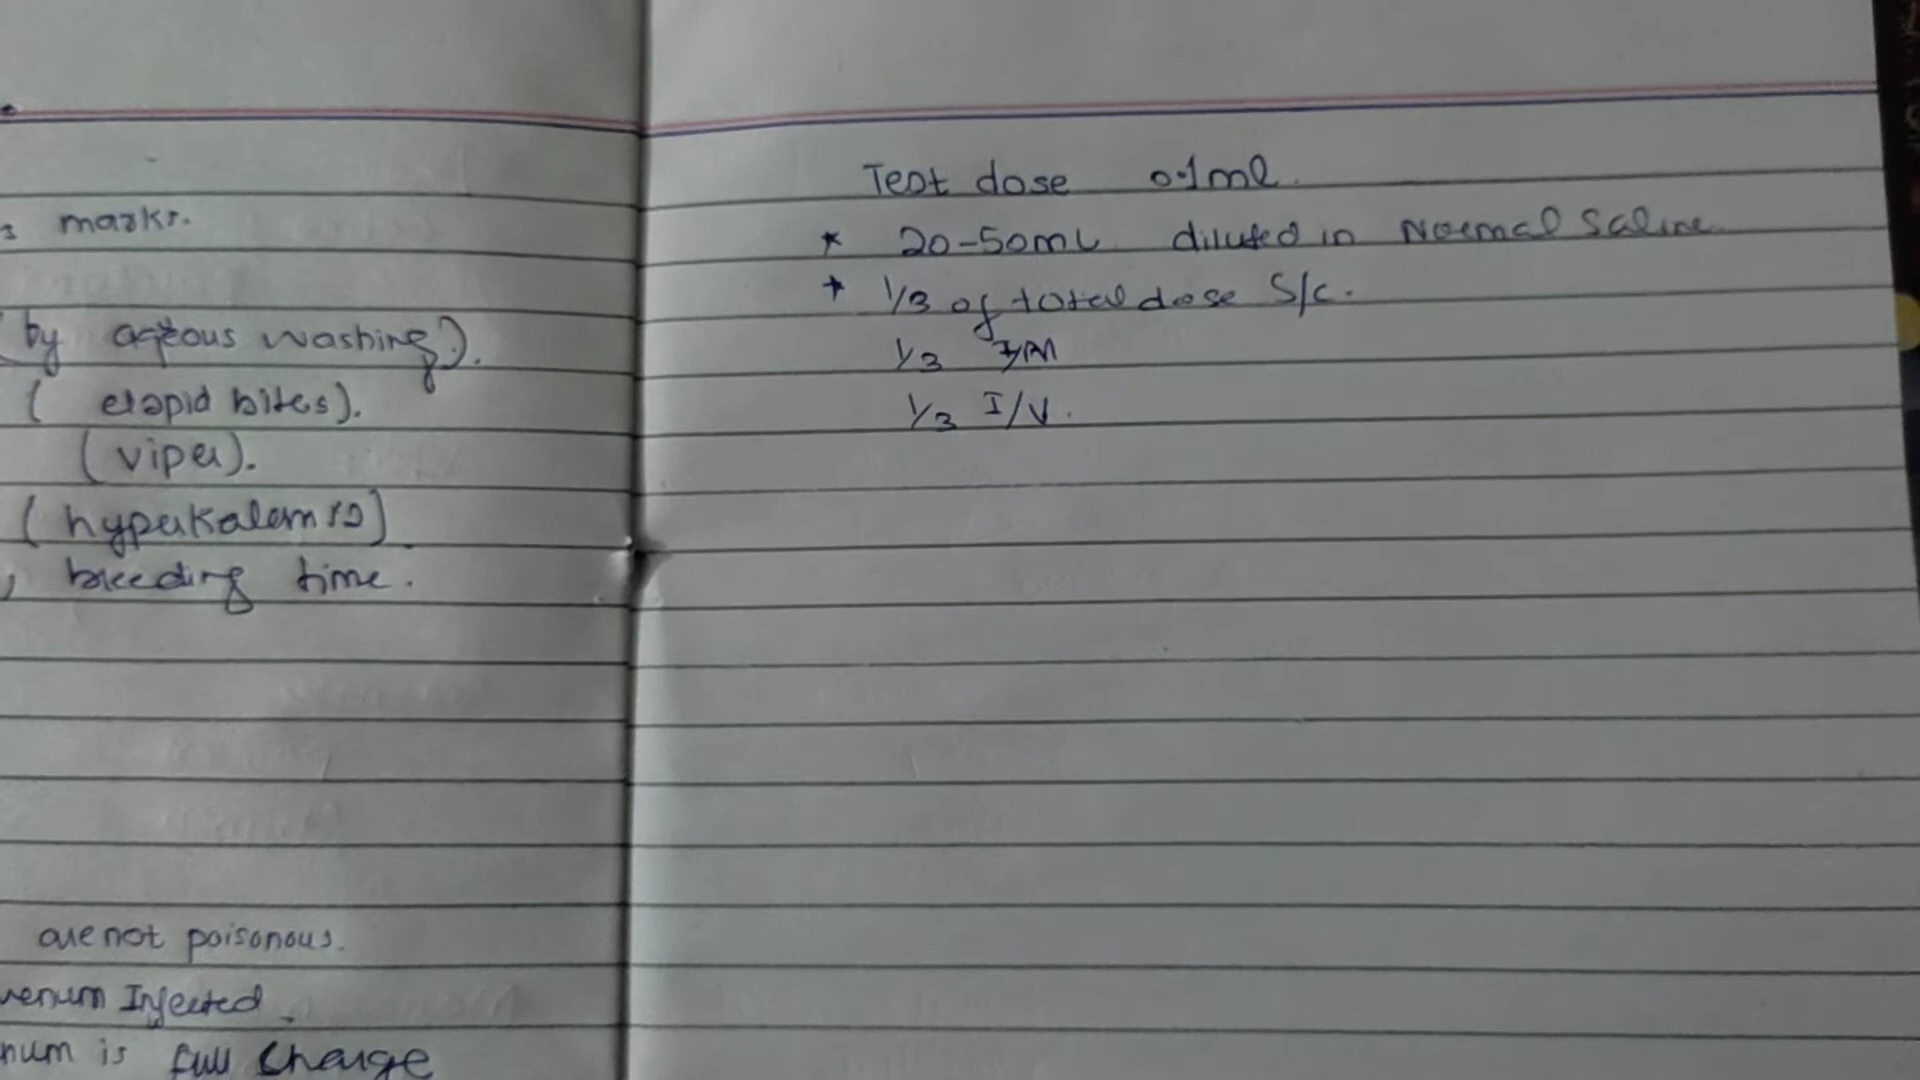 marks.
by aqeous washing).
( elapid bites).
(viper).
(hyperkalemia)
, bleeding time.
are not poisonous.
venum Injected
num is full Charge
Test dose 0.1ml.
* 20-50ml diluted in Normal Saline
* 1/3 of total dose S/c.
1/3 I/M
1/3 I/V.